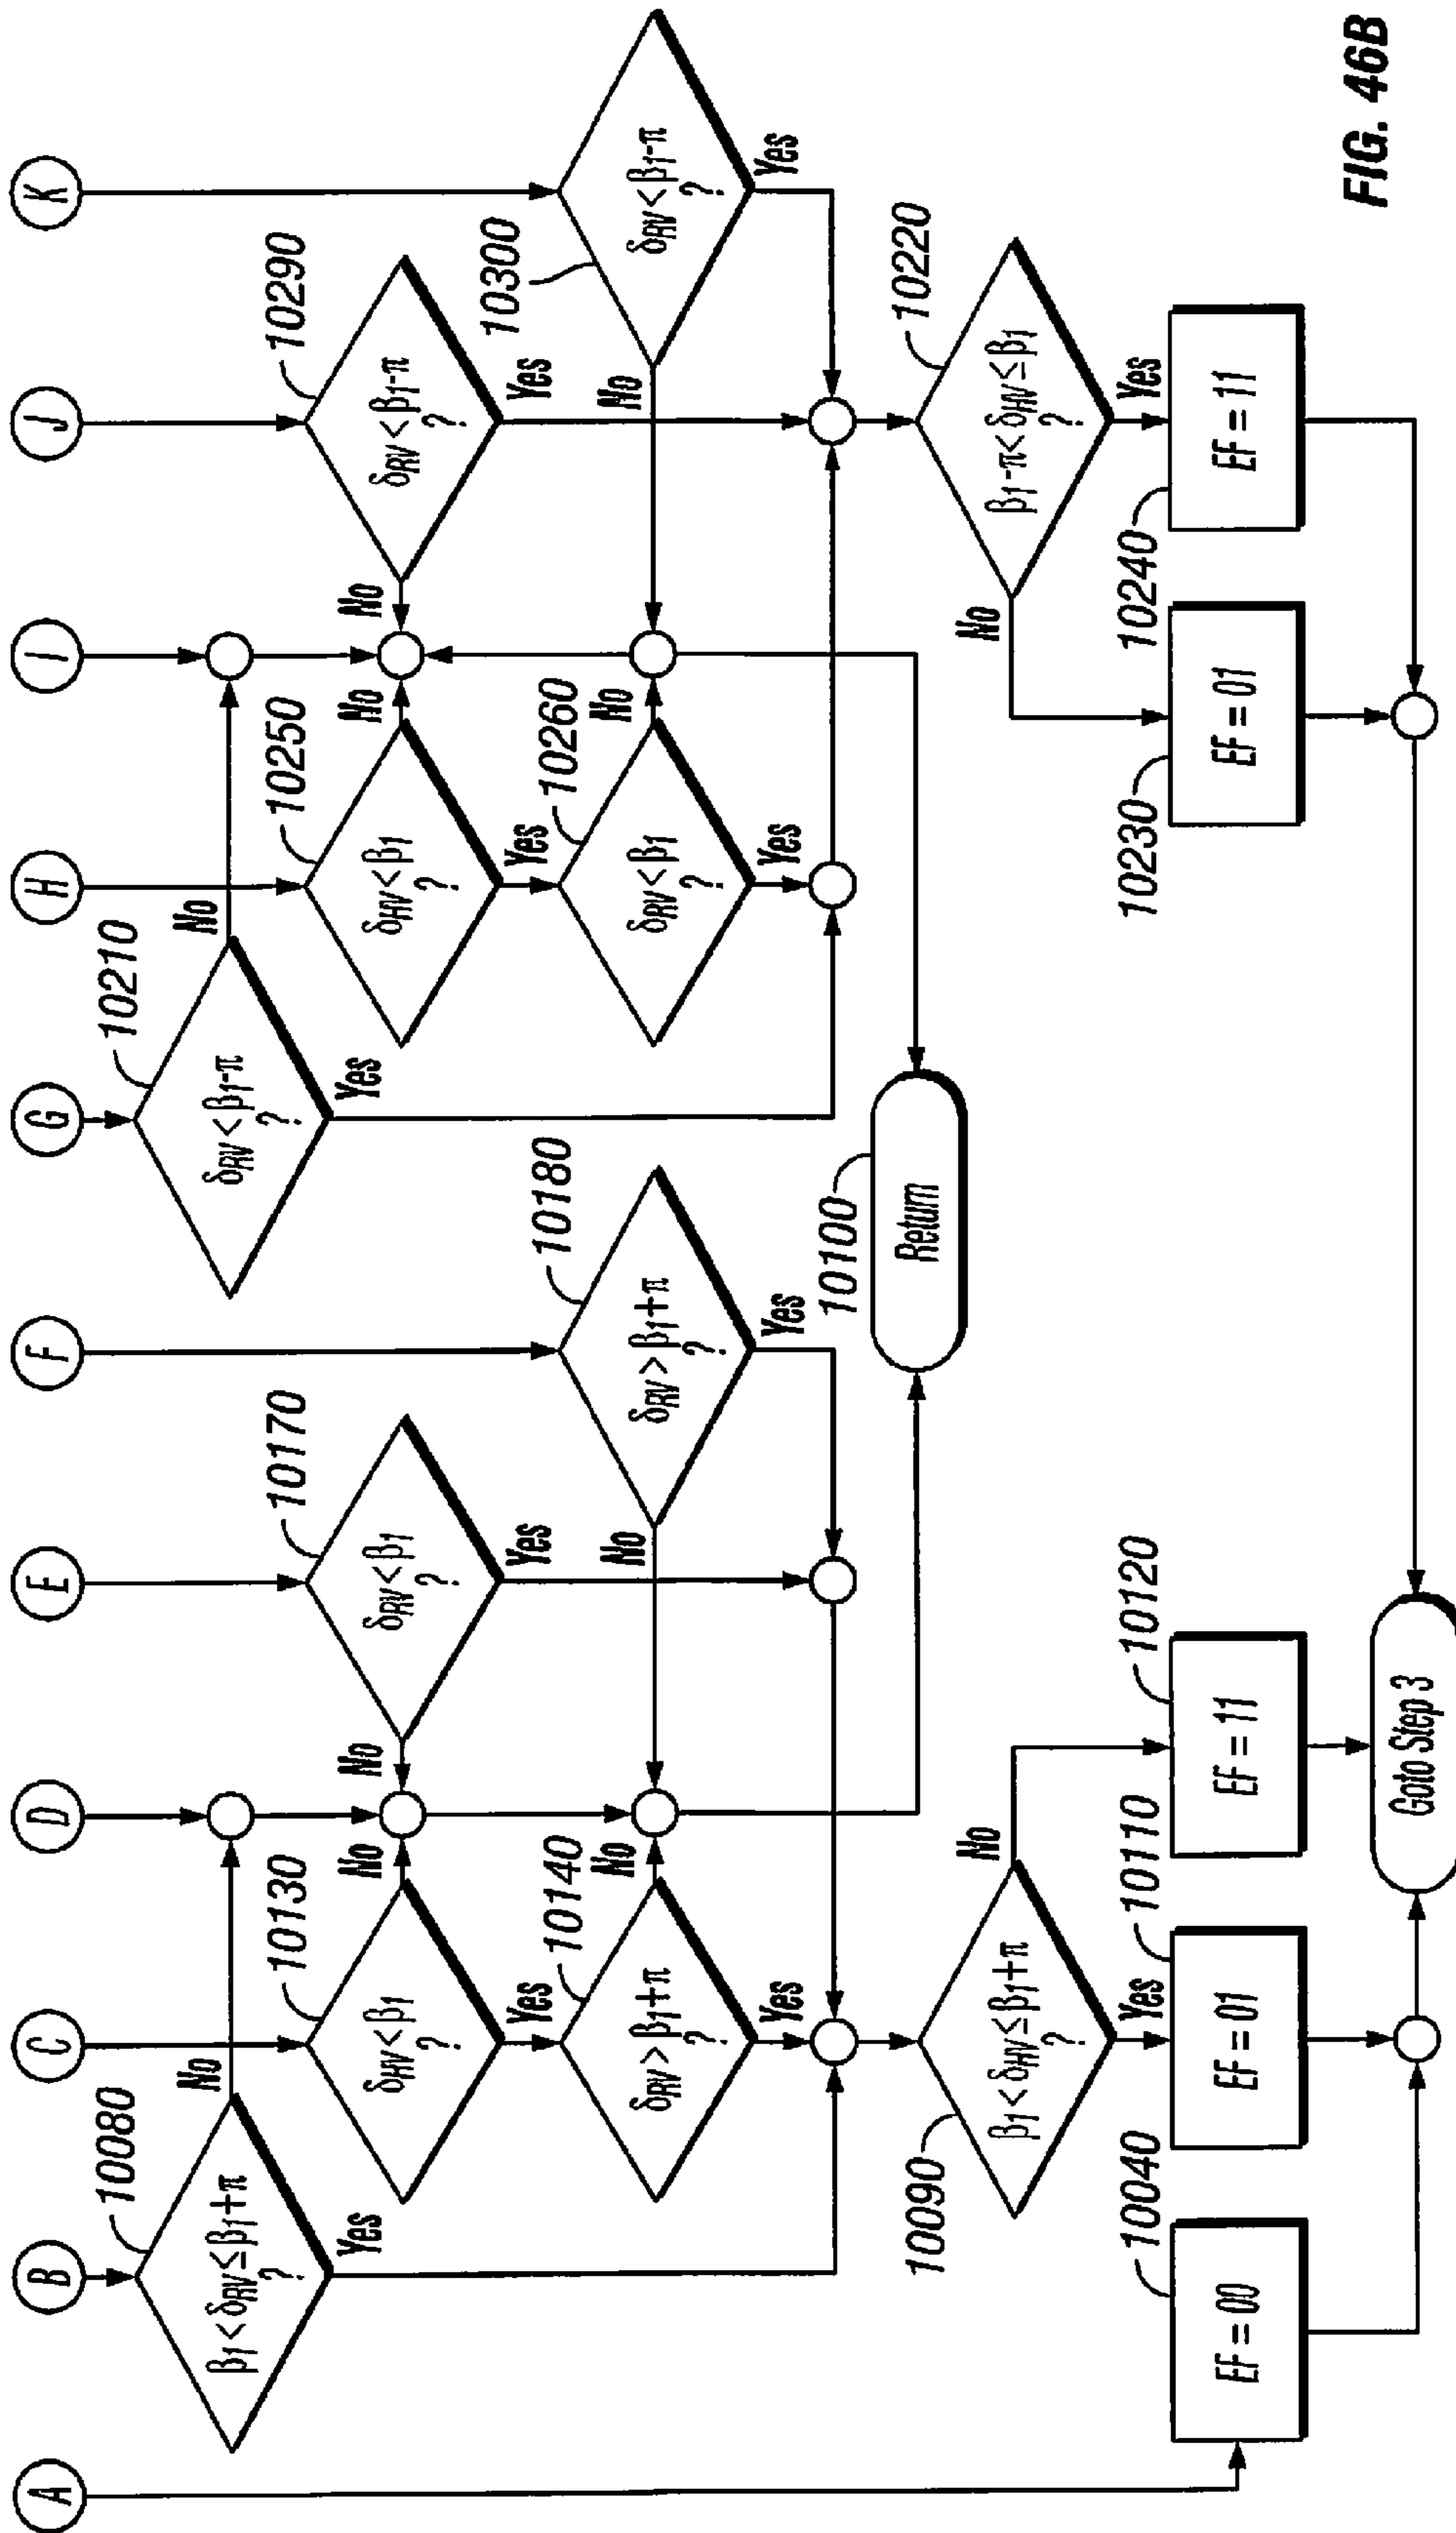 A
B
C
D
E
F
G
H
I
J
K
10080
β1 < δRV ≤ β1+π
?
No
Yes
10130
δHV < β1
?
No
Yes
10140
δRV > β1+π
?
No
Yes
10170
δRV < β1
?
No
Yes
10180
δRV > β1+π
?
No
Yes
10210
δRV < β1-π
?
No
Yes
10250
δHV < β1
?
No
Yes
10260
δRV < β1
?
No
Yes
10290
δRV < β1-π
?
No
Yes
10300
δRV < β1-π
?
No
Yes
10100
Return
10090
β1 < δHV ≤ β1+π
?
No
Yes
10220
β1-π < δHV ≤ β1
?
No
Yes
10040
EF = 00
10110
EF = 01
10120
EF = 11
10230
EF = 01
10240
EF = 11
Goto Step 3
FIG. 46B